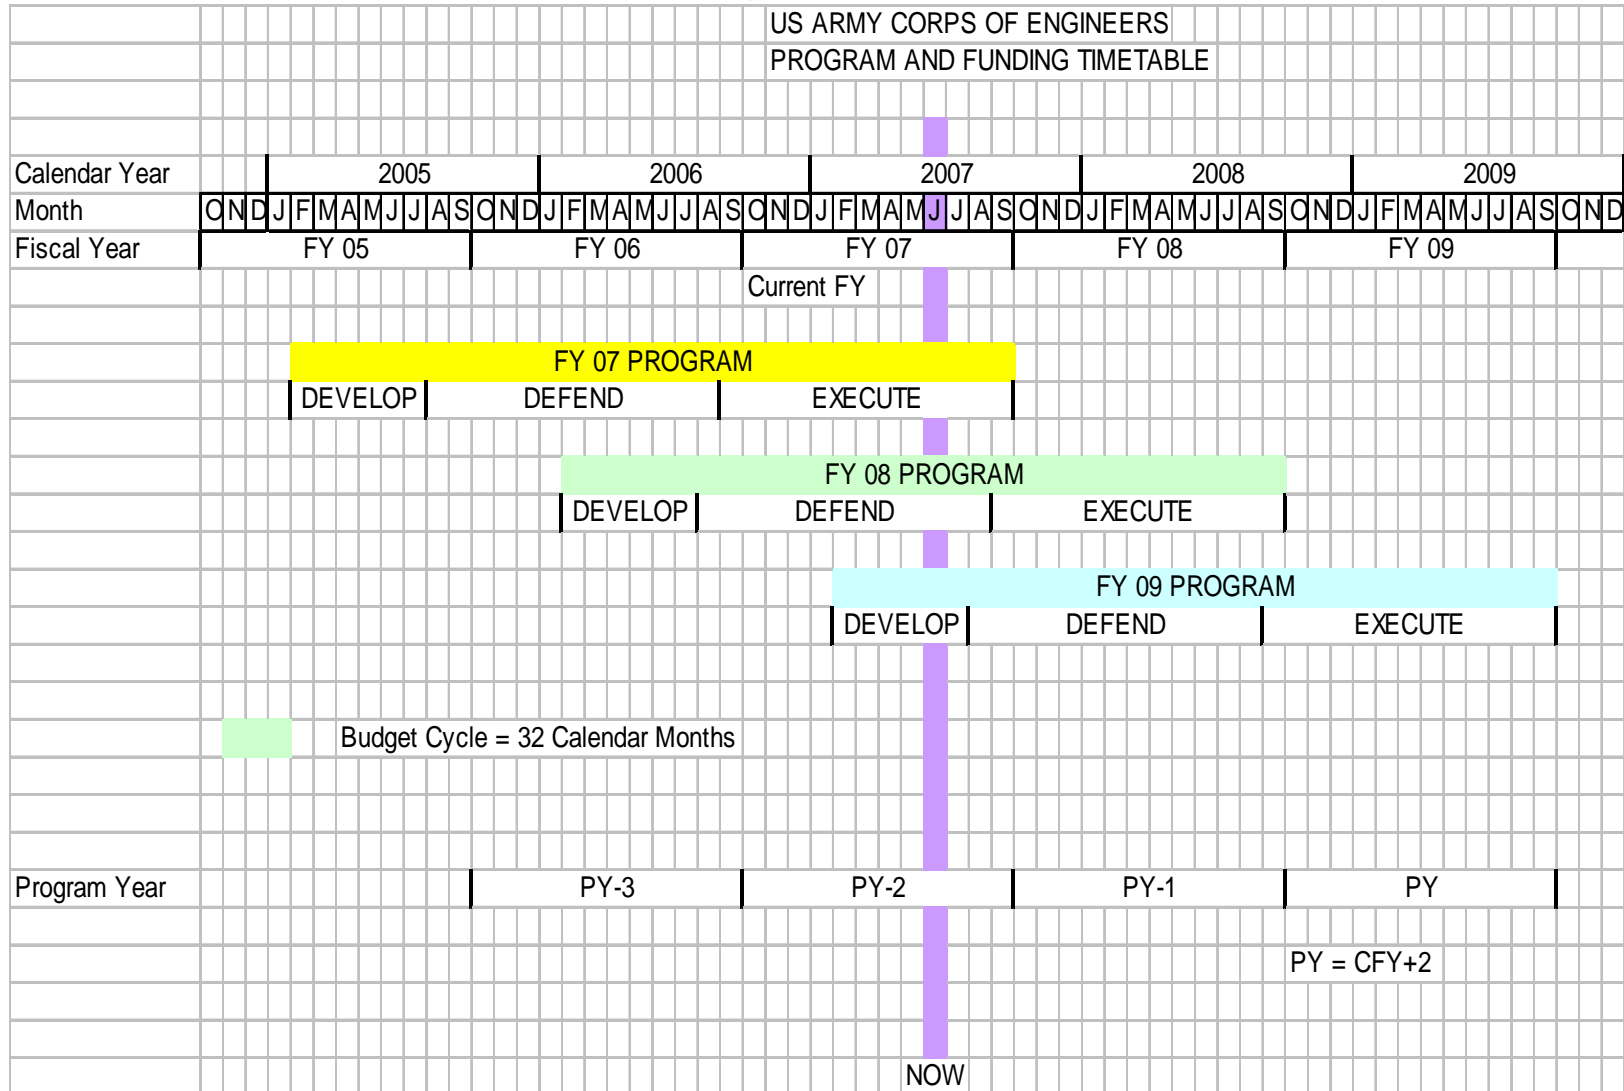 US ARMY CORPS OF ENGINEERS
PROGRAM AND FUNDING TIMETABLE
Calendar Year 2005 2006 2007 2008 2009
Month O N D J F M A M J J A S O N D J F M A M J J A S O N D J F M A M J J A S O N D J F M A M J J A S O N D J F M A M J J A S O N D
Fiscal Year FY 05 FY 06 FY 07 FY 08 FY 09
Current FY
FY 07 PROGRAM
DEVELOP DEFEND EXECUTE
FY 08 PROGRAM
DEVELOP DEFEND EXECUTE
FY 09 PROGRAM
DEVELOP DEFEND EXECUTE
Budget Cycle = 32 Calendar Months
Program Year PY-3 PY-2 PY-1 PY
PY = CFY+2
NOW